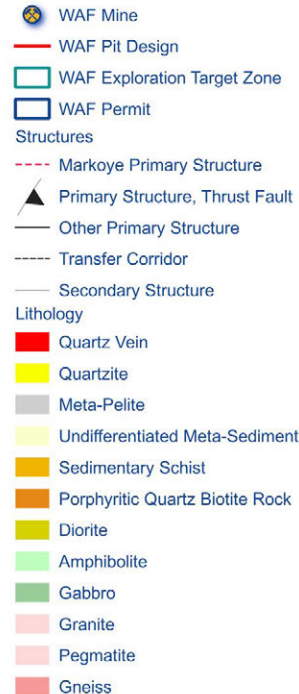 WAF Mine
WAF Pit Design
WAF Exploration Target Zone
WAF Permit
Structures
Markoye Primary Structure
Primary Structure, Thrust Fault
Other Primary Structure
Transfer Corridor
Secondary Structure
Lithology
Quartz Vein
Quartzite
Meta-Pelite
Undifferentiated Meta-Sediment
Sedimentary Schist
Porphyritic Quartz Biotite Rock
Diorite
Amphibolite
Gabbro
Granite
Pegmatite
Gneiss